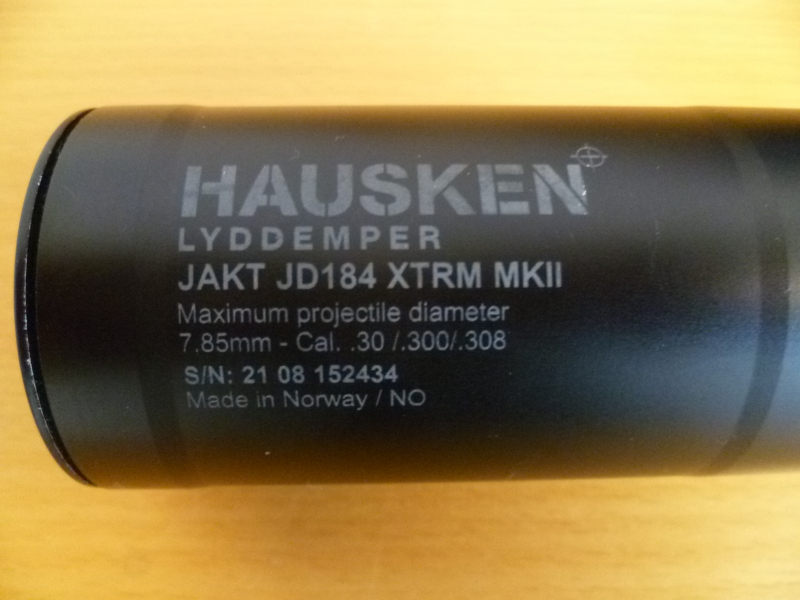 HAUSKEN
LYDDEMPER
JAKT JD184 XTRM MKII
Maximum projectile diameter
7.85mm - Cal. .30 /.300/.308
S/N: 21 08 152434
Made in Norway / NO